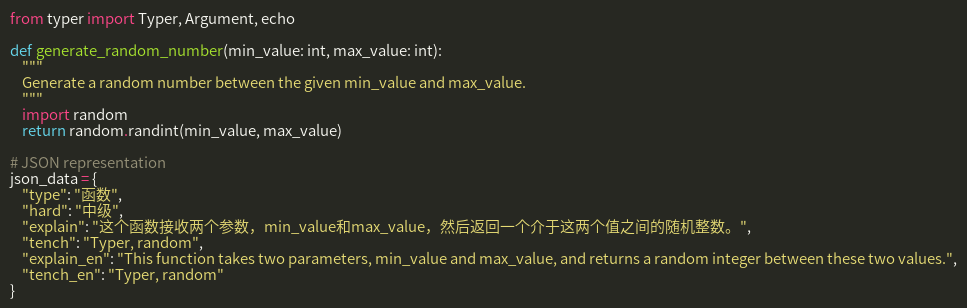 from typer import Typer, Argument, echo

def generate_random_number(min_value: int, max_value: int):
    """
    Generate a random number between the given min_value and max_value.
    """
    import random
    return random.randint(min_value, max_value)

# JSON representation
json_data = {
    "type": "函数",
    "hard": "中级",
    "explain": "这个函数接收两个参数，min_value和max_value，然后返回一个介于这两个值之间的随机整数。",
    "tench": "Typer, random",
    "explain_en": "This function takes two parameters, min_value and max_value, and returns a random integer between these two values.",
    "tench_en": "Typer, random"
}